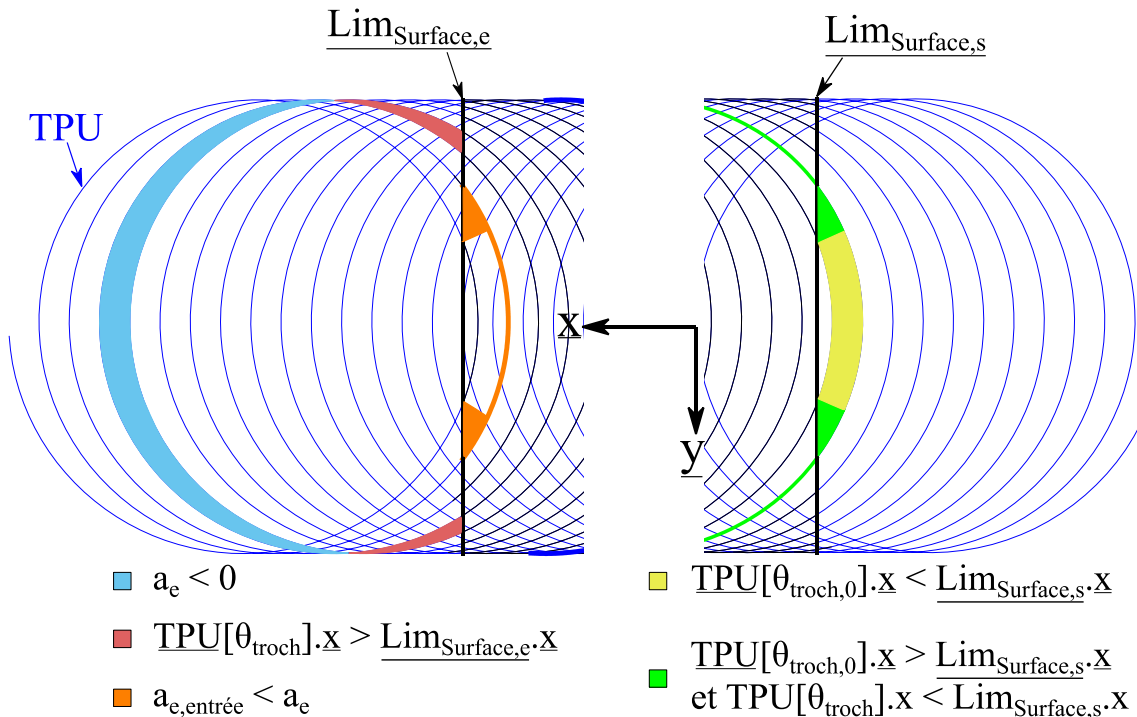 Lim_Surface,e
Lim_Surface,s
TPU
x
y
a_e < 0
TPU[θ_troch].x > Lim_Surface,e.x
a_e,entrée < a_e
TPU[θ_troch,0].x < Lim_Surface,s.x
TPU[θ_troch,0].x > Lim_Surface,s.x
et TPU[θ_troch].x < Lim_Surface,s.x